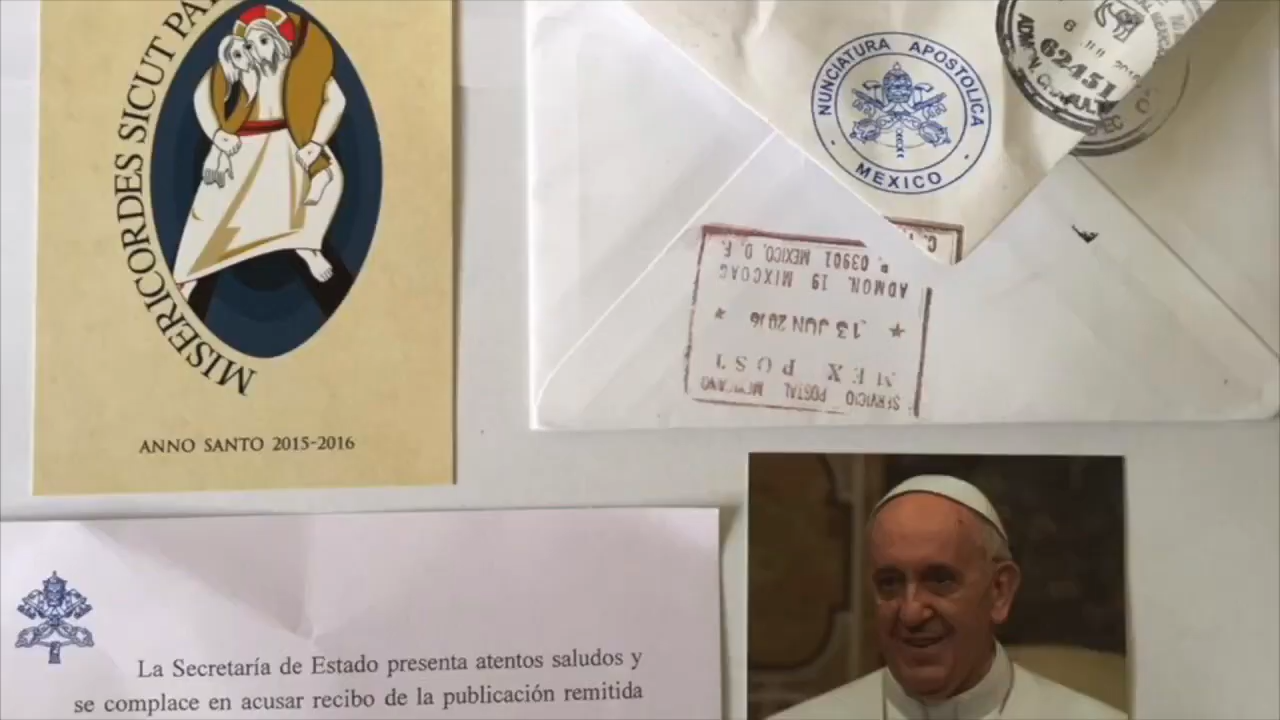 MISERICORDES SICUT PA
ANNO SANTO 2015-2016
NUNCIATURA APOSTOLICA
MEXICO
6
62451
SERVICIO POSTAL MEXICANO
MEX POST
13 JUN 2016
ADMON. 19 MIXCOAC
03901 MEXICO, D. F.
La Secretaría de Estado presenta atentos saludos y
se complace en acusar recibo de la publicación remitida